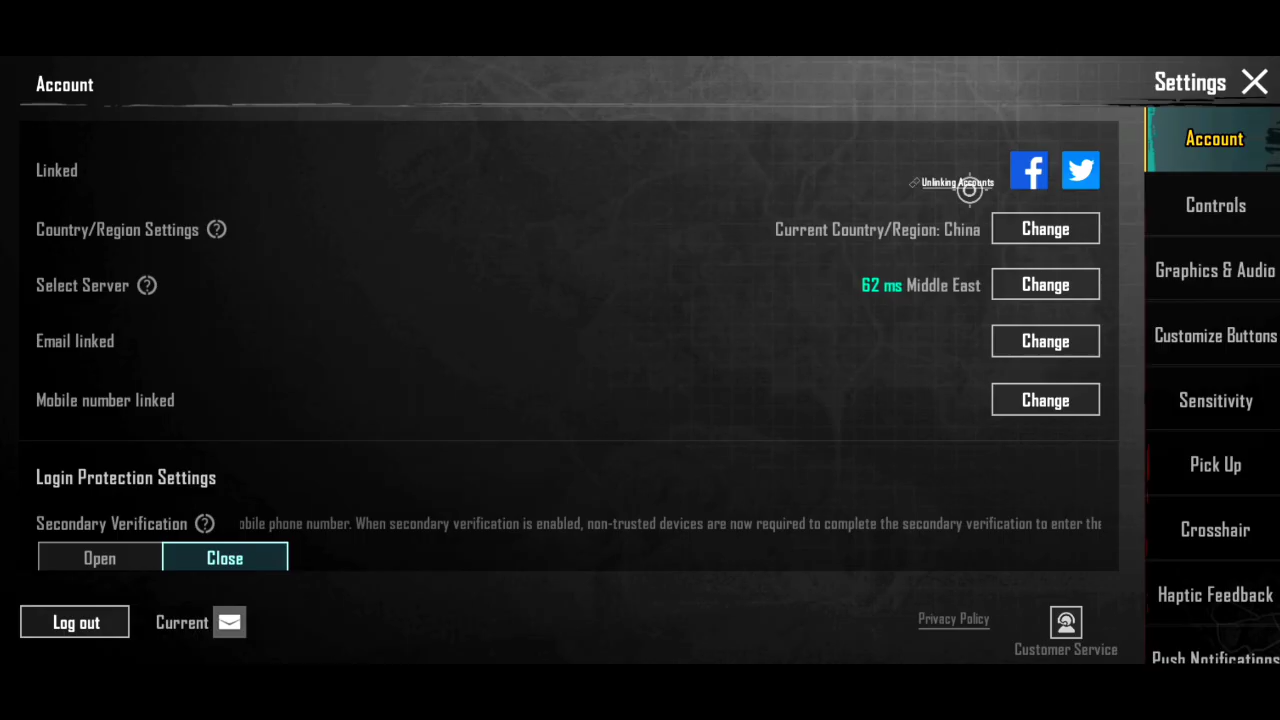 Account
Settings
Account
Linked
Unlinking Accounts
Country/Region Settings
Current Country/Region: China
Change
Controls
Select Server
62 ms Middle East
Change
Graphics & Audio
Email linked
Change
Customize Buttons
Mobile number linked
Change
Sensitivity
Login Protection Settings
Pick Up
Secondary Verification
obile phone number. When secondary verification is enabled, non-trusted devices are now required to complete the secondary verification to enter the
Crosshair
Open
Close
Haptic Feedback
Log out
Current
Privacy Policy
Customer Service
Push Notifications